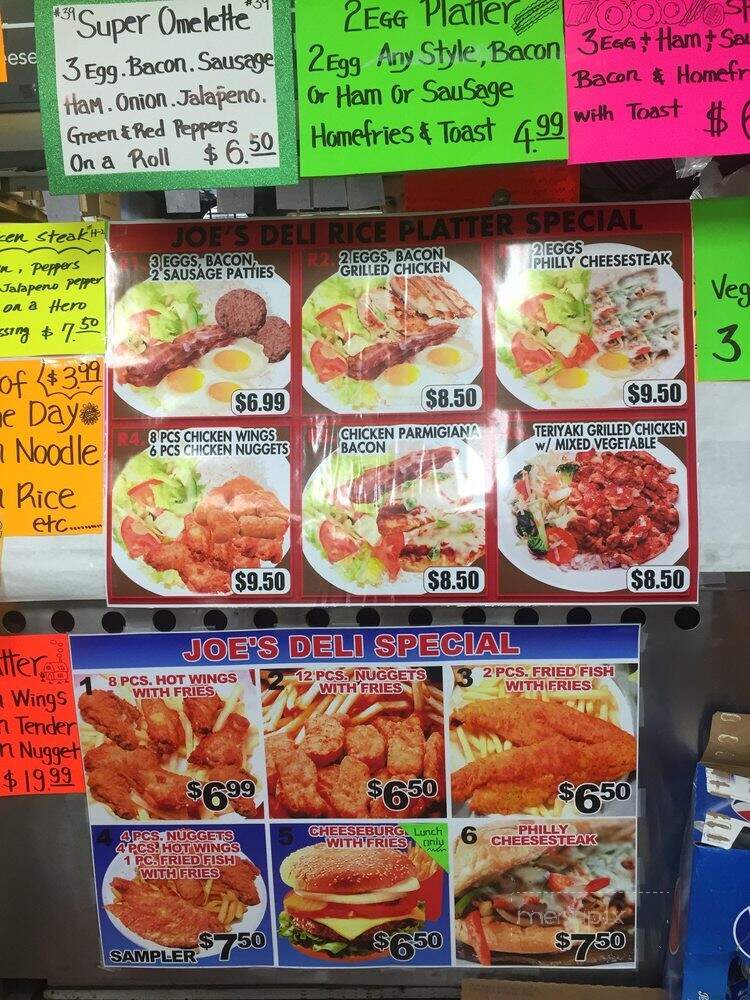 #39 Super Omelette #39
3 Egg. Bacon. Sausage
Ham. Onion. Jalapeno.
Green & Red Peppers
On a Roll $6.50
2 Egg Platter
2 Egg Any Style, Bacon
Or Ham Or Sausage
Homefries & Toast 4.99
3 Egg + Ham +
Bacon &
with Toast $
steak
, peppers
Jalapeno pepper
on a Hero
$7.50
of $3.99
Day
Noodle
Rice
etc........
Wings
Tender
Nugget
$19.99
Veg
3
JOE'S DELI RICE PLATTER SPECIAL
R1. 3 EGGS, BACON,
2 SAUSAGE PATTIES
$6.99
R2. 2 EGGS, BACON
GRILLED CHICKEN
$8.50
2 EGGS
PHILLY CHEESESTEAK
$9.50
R4. 8 PCS CHICKEN WINGS
6 PCS CHICKEN NUGGETS
$9.50
CHICKEN PARMIGIANA
BACON
$8.50
TERIYAKI GRILLED CHICKEN
w/ MIXED VEGETABLE
$8.50
JOE'S DELI SPECIAL
1 8 PCS. HOT WINGS
WITH FRIES
$6.99
2 12 PCS. NUGGETS
WITH FRIES
$6.50
3 2 PCS. FRIED FISH
WITH FRIES
$6.50
4 4 PCS. NUGGETS
4 PCS. HOT WINGS
1 PC. FRIED FISH
WITH FRIES
SAMPLER $7.50
5 CHEESEBURG
WITH FRIES
Lunch
only
$6.50
6 PHILLY
CHEESESTEAK
$7.50
menupix